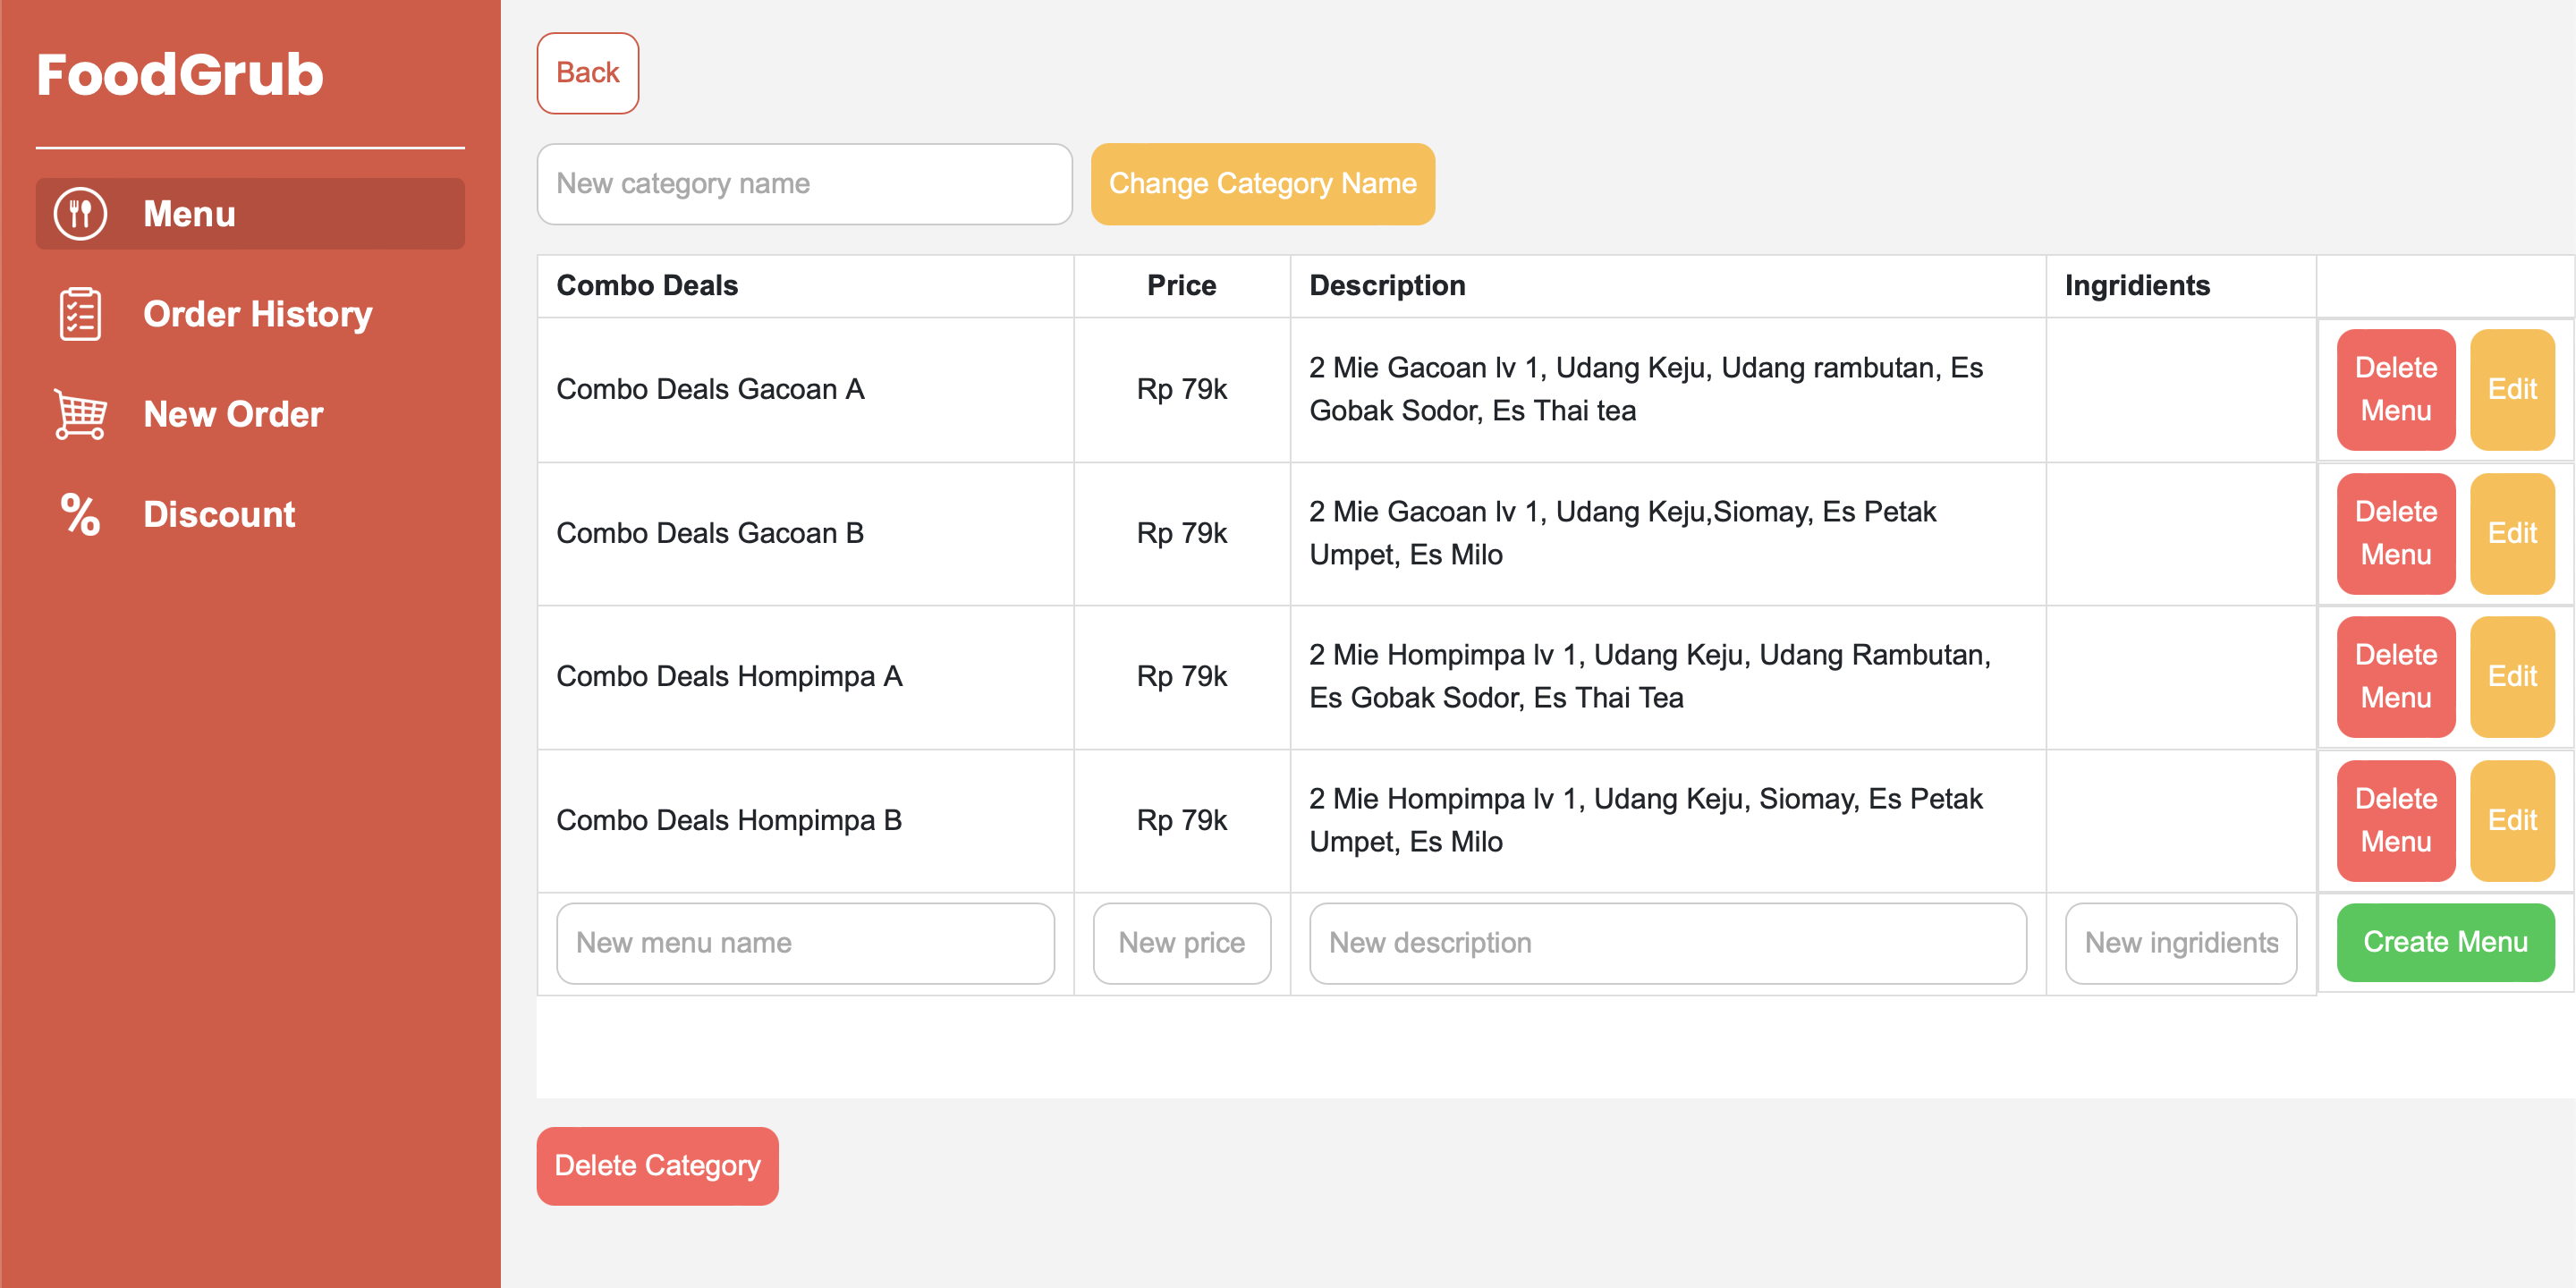 FoodGrub
Menu
Order History
New Order
% Discount
Back
New category name
Change Category Name
Combo Deals Price Description Ingridients
Combo Deals Gacoan A Rp 79k 2 Mie Gacoan lv 1, Udang Keju, Udang rambutan, Es
Gobak Sodor, Es Thai tea
Delete
Menu
Edit
Combo Deals Gacoan B Rp 79k 2 Mie Gacoan lv 1, Udang Keju,Siomay, Es Petak
Umpet, Es Milo
Delete
Menu
Edit
Combo Deals Hompimpa A Rp 79k 2 Mie Hompimpa lv 1, Udang Keju, Udang Rambutan,
Es Gobak Sodor, Es Thai Tea
Delete
Menu
Edit
Combo Deals Hompimpa B Rp 79k 2 Mie Hompimpa lv 1, Udang Keju, Siomay, Es Petak
Umpet, Es Milo
Delete
Menu
Edit
New menu name New price New description New ingridients Create Menu
Delete Category